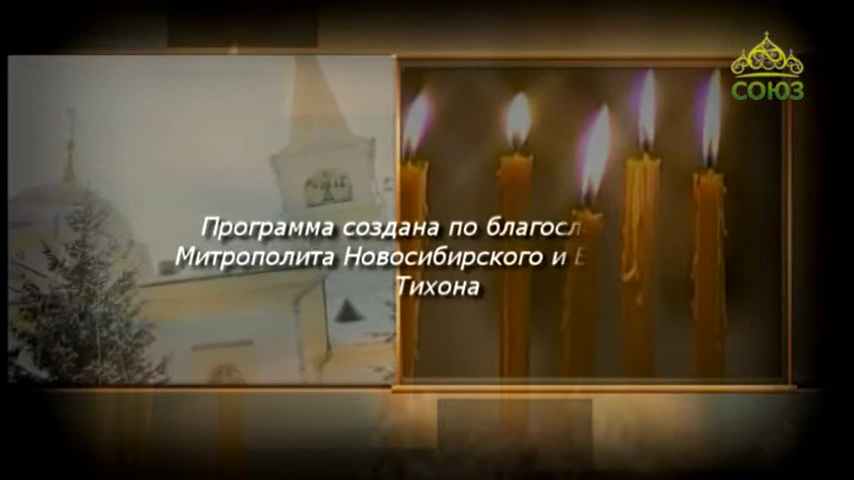 СОЮЗ
Программа создана по благосл
Митрополита Новосибирского и
Тихона